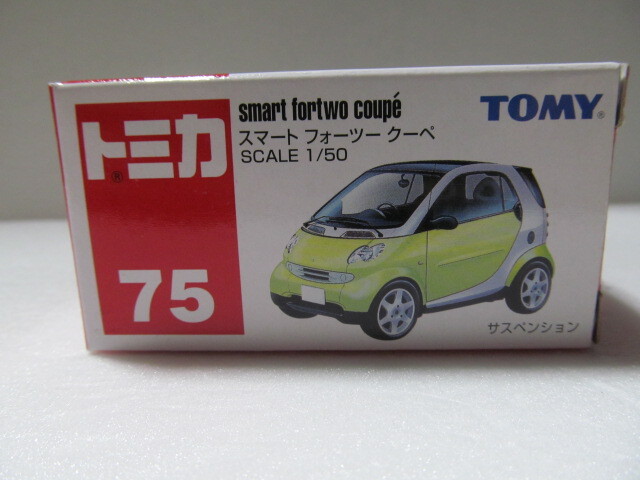 トミカ®
75
smart fortwo coupé
スマート フォーツー クーペ
SCALE 1/50
TOMY®
サスペンション